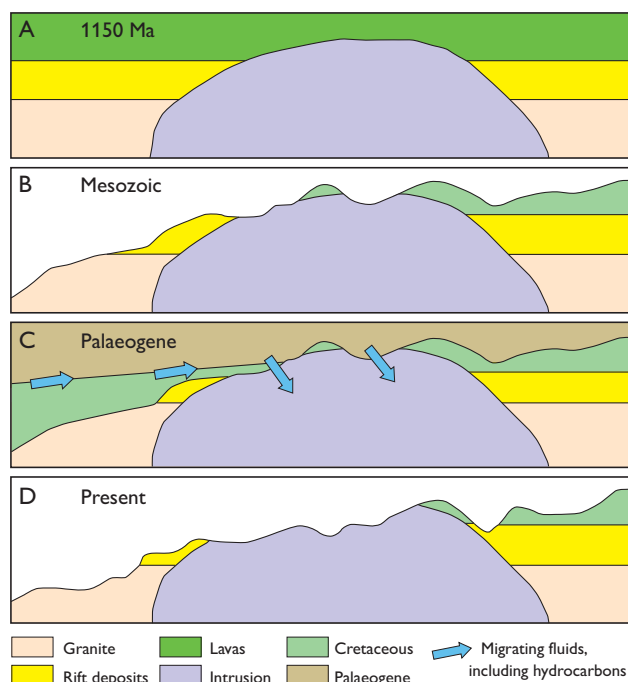 A 1150 Ma
B Mesozoic
C Palaeogene
D Present
Granite Lavas Cretaceous Migrating fluids,
including hydrocarbons
Rift deposits Intrusion Palaeogene